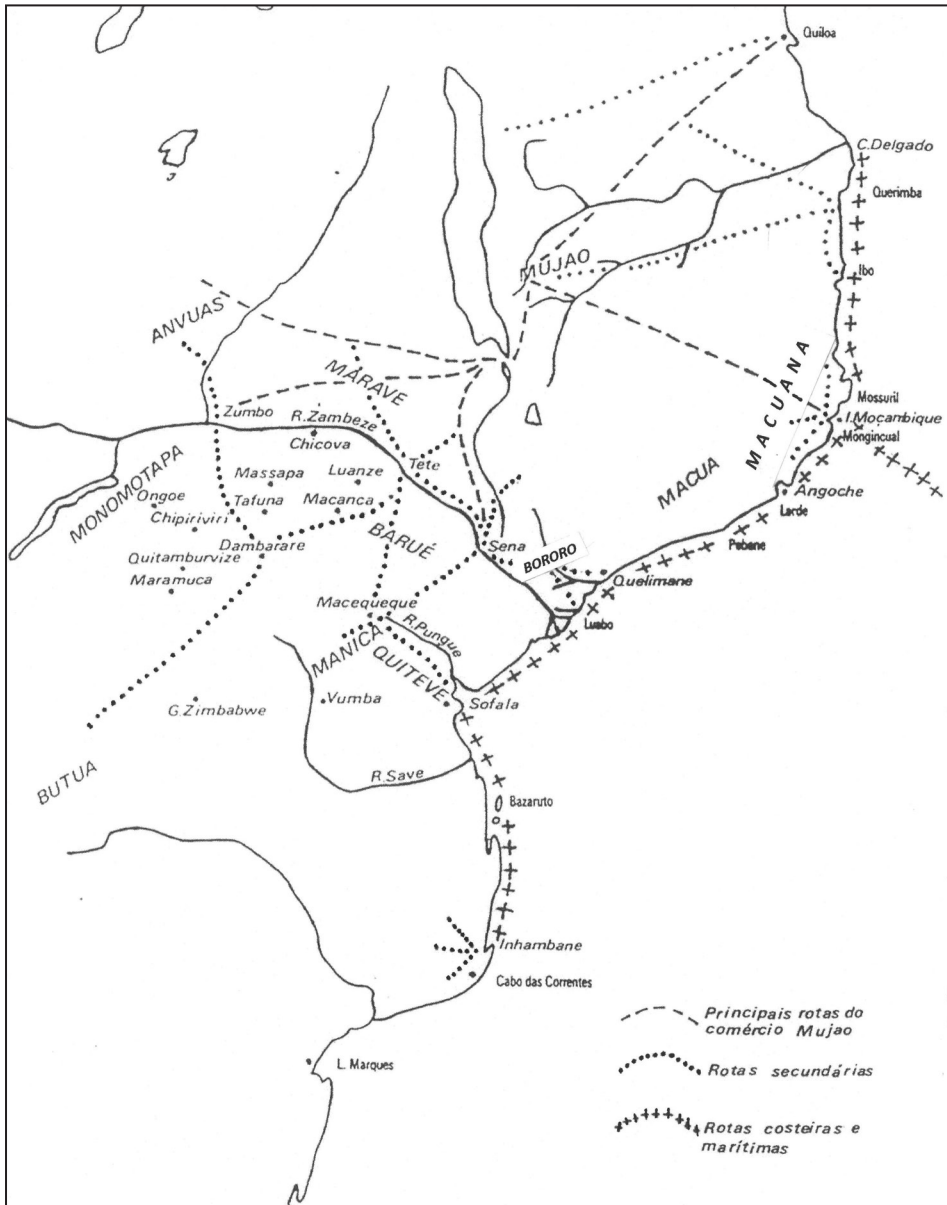 Quiloa
C.Delgado
Querimba
MUJAO
Ibo
ANVUAS
MARAVE
MACUANA
Mossuril
Zumbo
R.Zambeze
I.Moçambique
Chicova
Mongincual
MONOMOTAPA
Massapa
Luanze
Tete
MACUA
Ongoe
Tafuna
Macanca
Angoche
Chipiriviri
Larde
BARUÉ
Dambarare
Sena
Pebane
Quitamburvize
BORORO
Maramuca
Quelimane
Macequeque
Luabo
R.Pungue
MANICA
QUITEVE
G.Zimbabwe
Vumba
Sofala
BUTUA
R.Save
Bazaruto
Inhambane
Cabo das Correntes
L. Marques
Principais rotas do
comércio Mujao
Rotas secundárias
Rotas costeiras e
marítimas